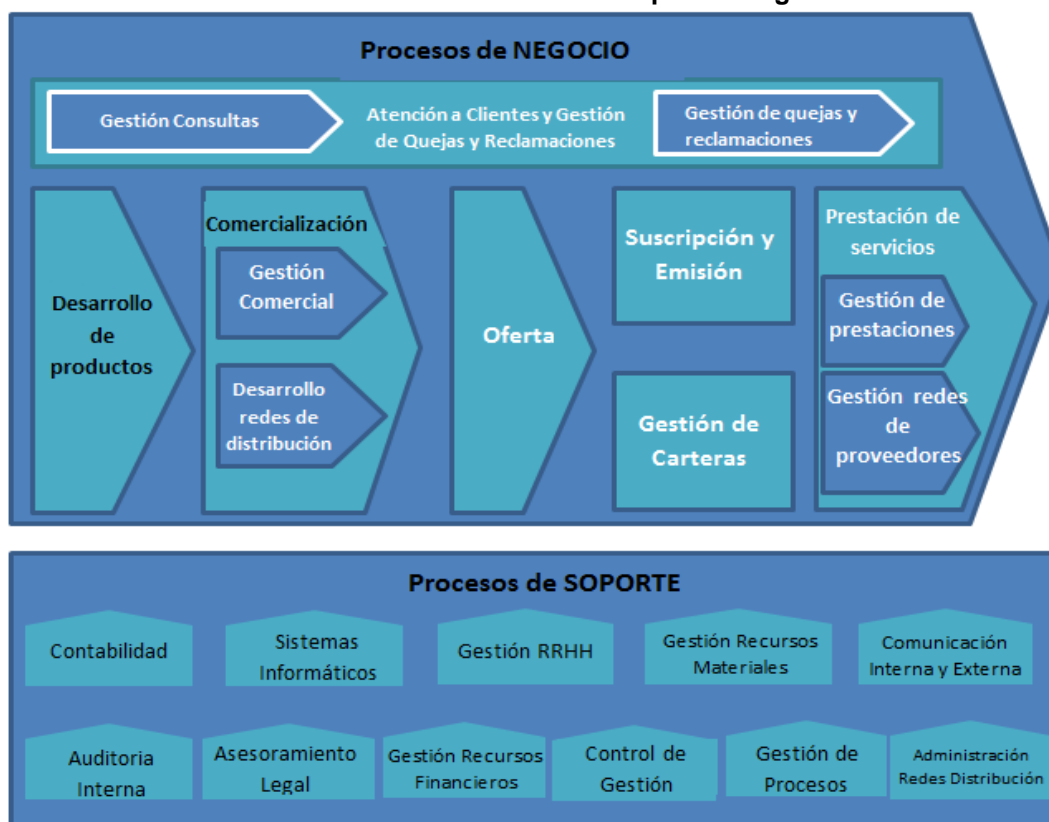 Procesos de NEGOCIO
Gestión Consultas
Atención a Clientes y Gestión
de Quejas y Reclamaciones
Gestión de quejas y
reclamaciones
Desarrollo
de
productos
Comercialización
Gestión
Comercial
Desarrollo
redes de
distribución
Oferta
Suscripción y
Emisión
Gestión de
Carteras
Prestación de
servicios
Gestión de
prestaciones
Gestión redes
de
proveedores
Procesos de SOPORTE
Contabilidad
Sistemas
Informáticos
Gestión RRHH
Gestión Recursos
Materiales
Comunicación
Interna y Externa
Auditoria
Interna
Asesoramiento
Legal
Gestión Recursos
Financieros
Control de
Gestión
Gestión de
Procesos
Administración
Redes Distribución